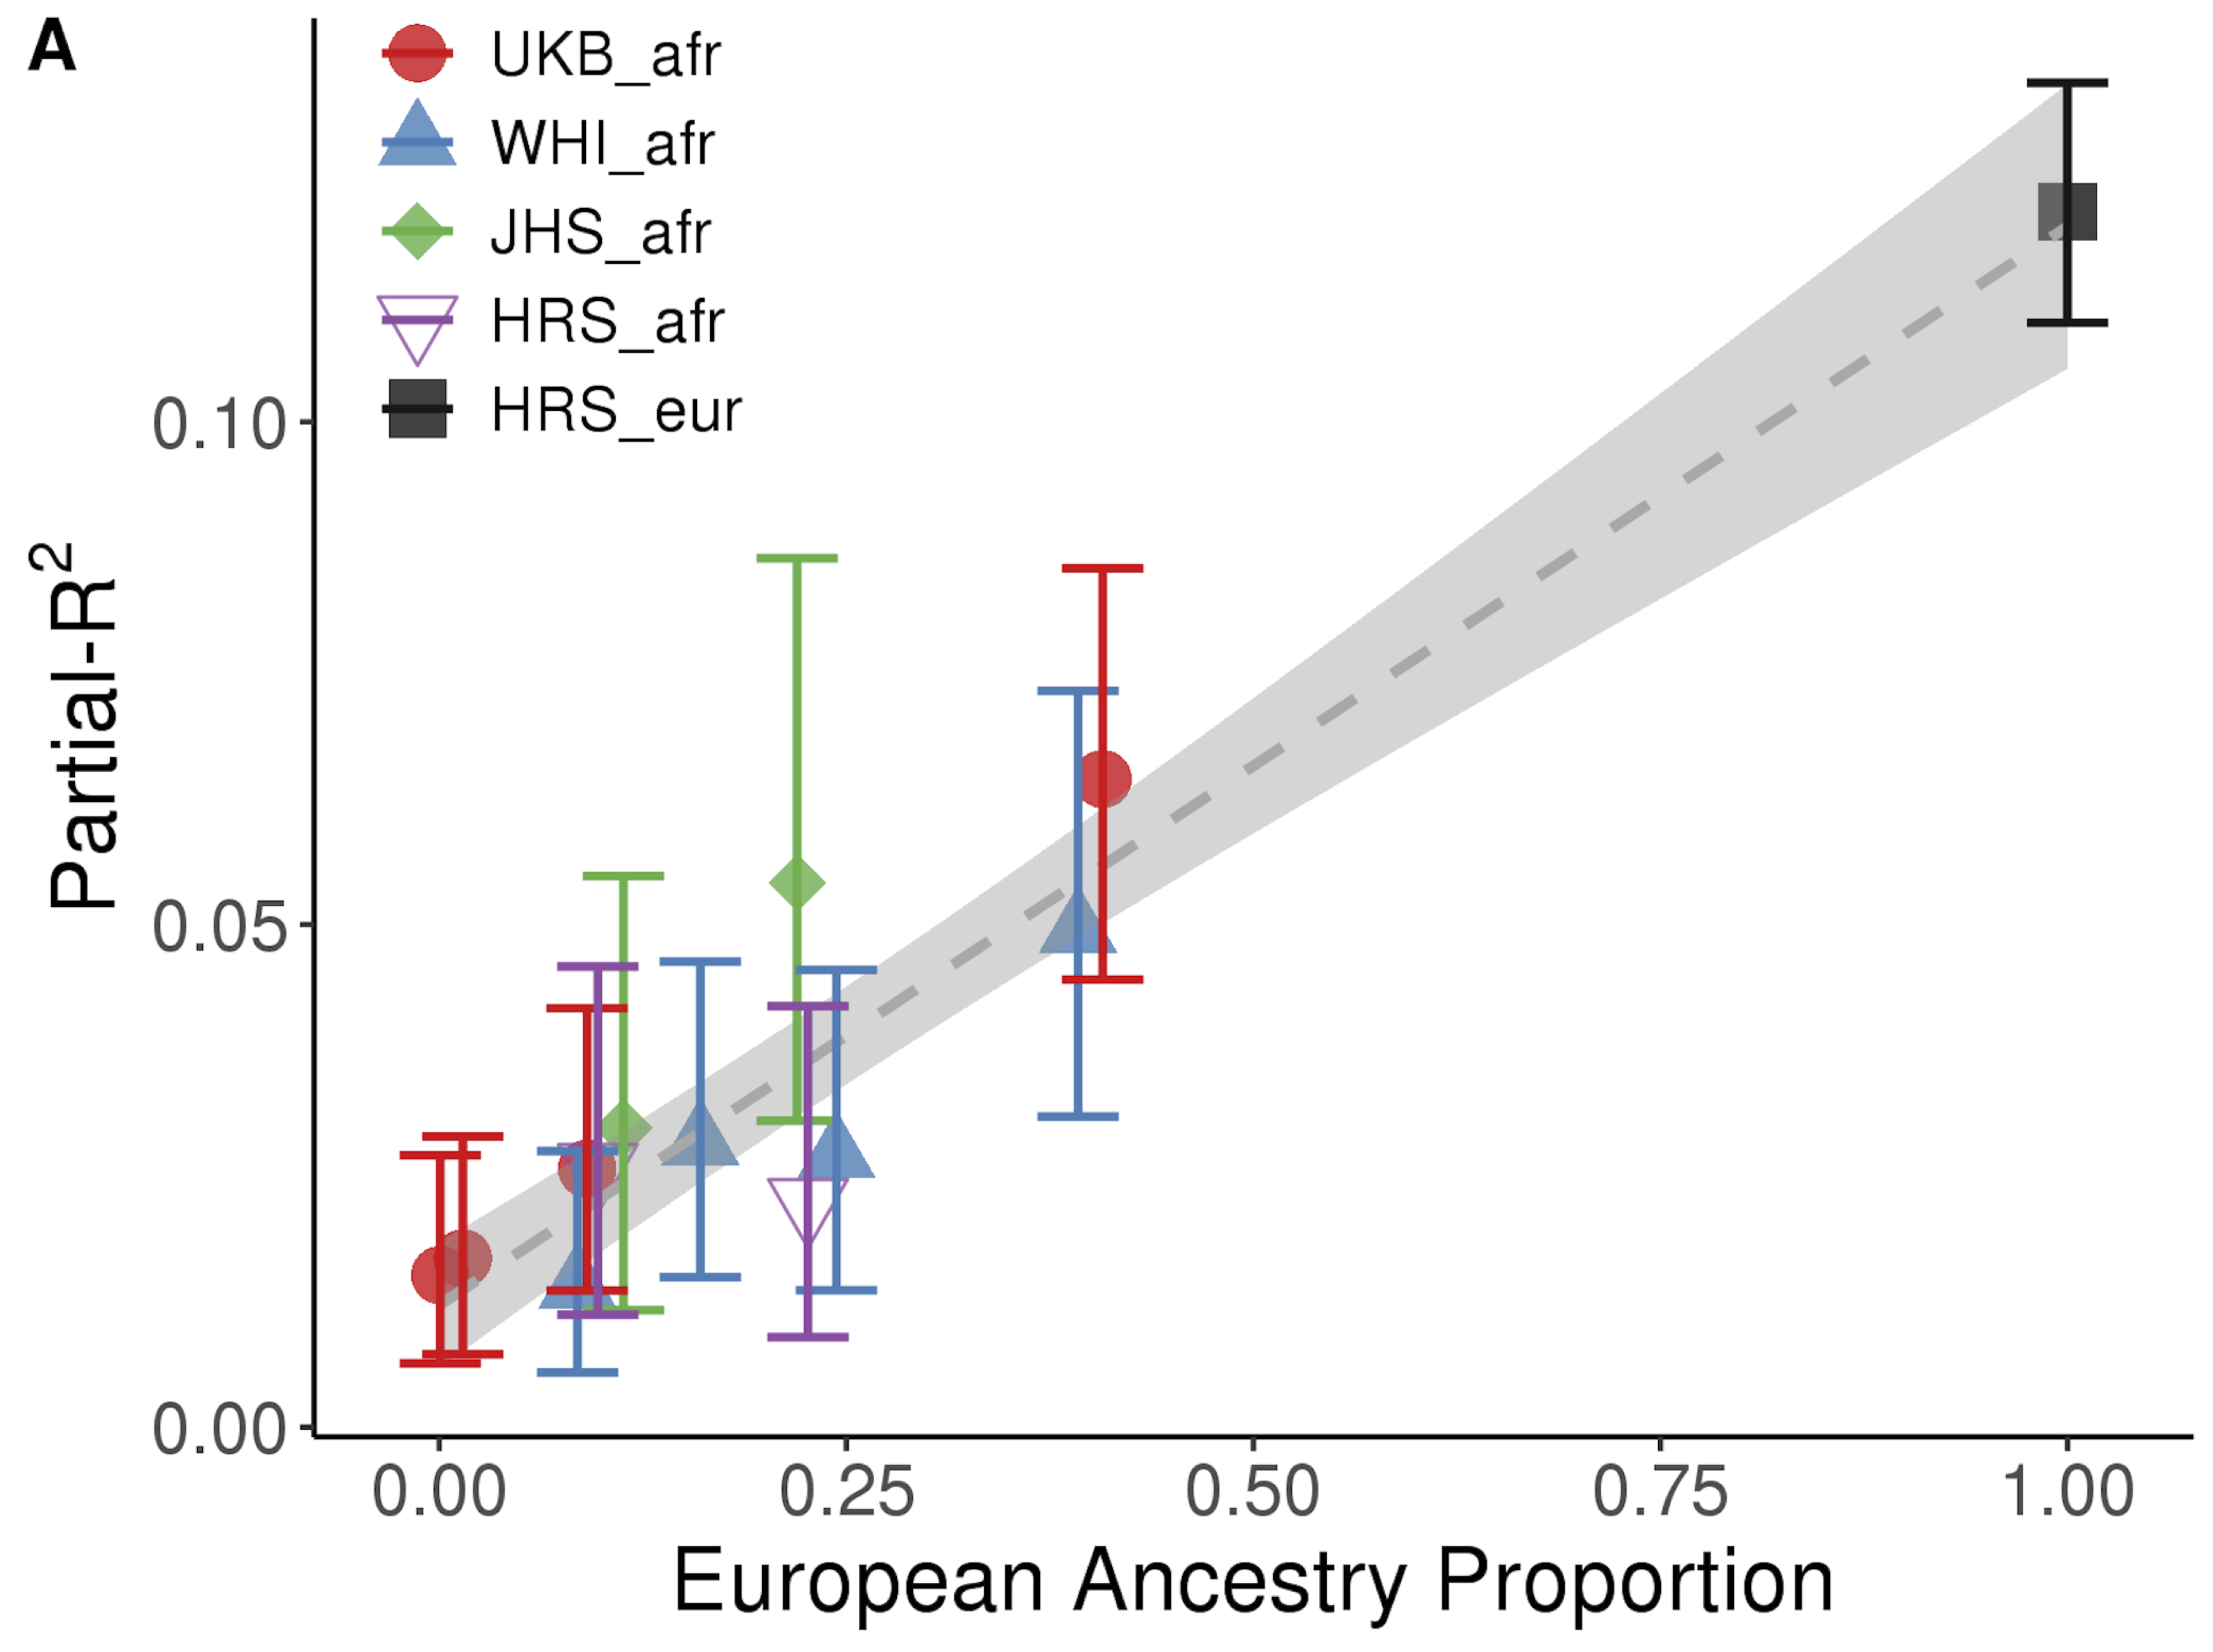 A
UKB_afr
WHI_afr
JHS_afr
HRS_afr
HRS_eur
Partial-R²
0.10
0.05
0.00
0.00 0.25 0.50 0.75 1.00
European Ancestry Proportion